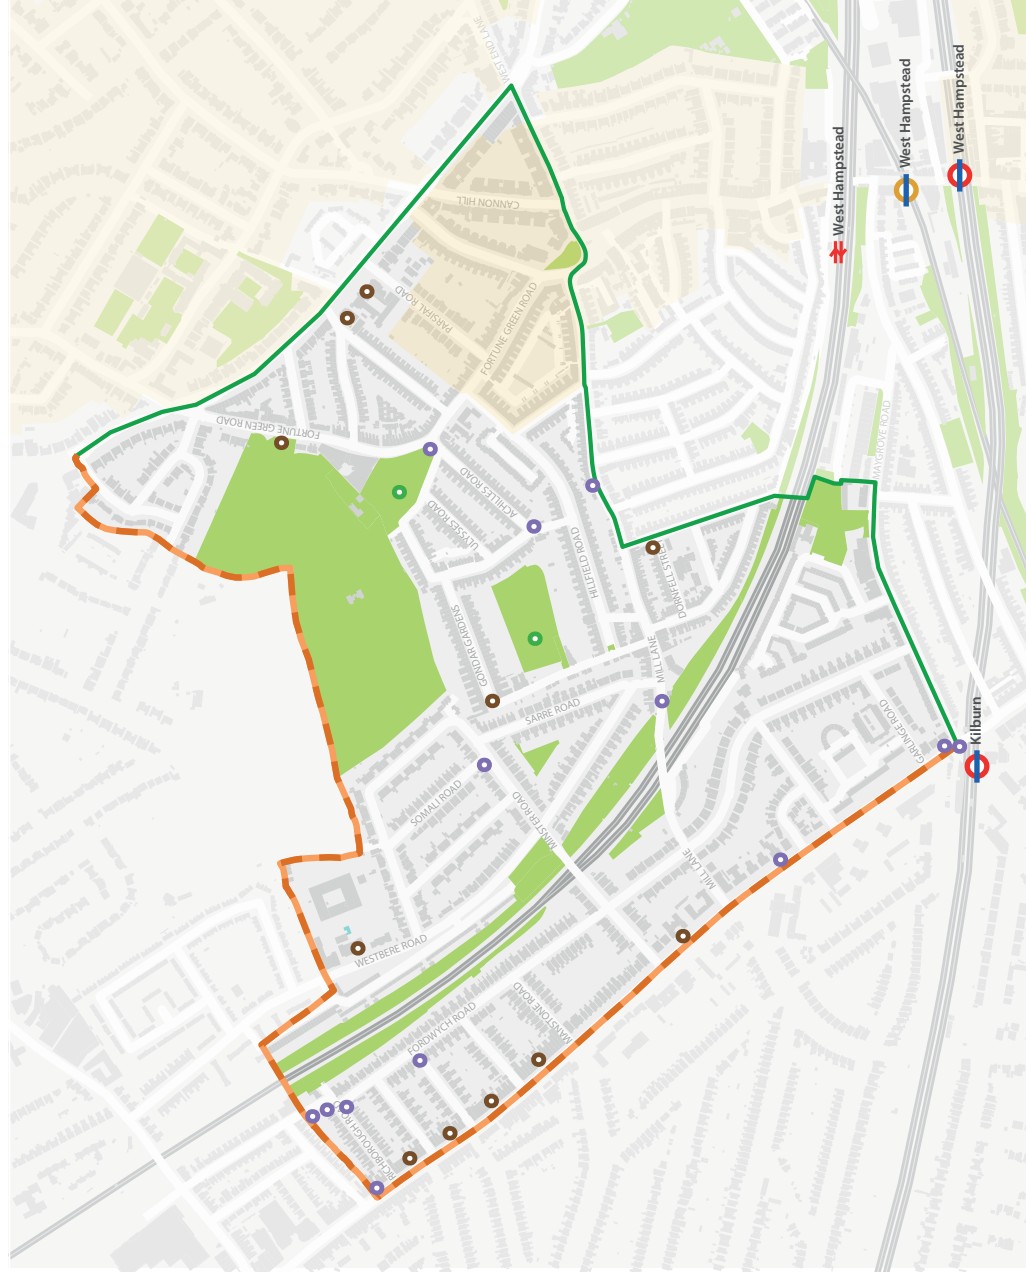 WEST END LANE
West Hampstead
West Hampstead
West Hampstead
CANNON HILL
PARSIFAL ROAD
FORTUNE GREEN ROAD
FORTUNE GREEN ROAD
MAYGROVE ROAD
ACHILLES ROAD
ULYSSES ROAD
HILLFIELD ROAD
DORNFELL STREET
GONDAR GARDENS
MILL LANE
SARRE ROAD
GARLINGE ROAD
Kilburn
SOMALI ROAD
MINSTER ROAD
MILL LANE
WESTBERE ROAD
MANSTONE ROAD
FORDWYCH ROAD
RICHBOROUGH ROAD